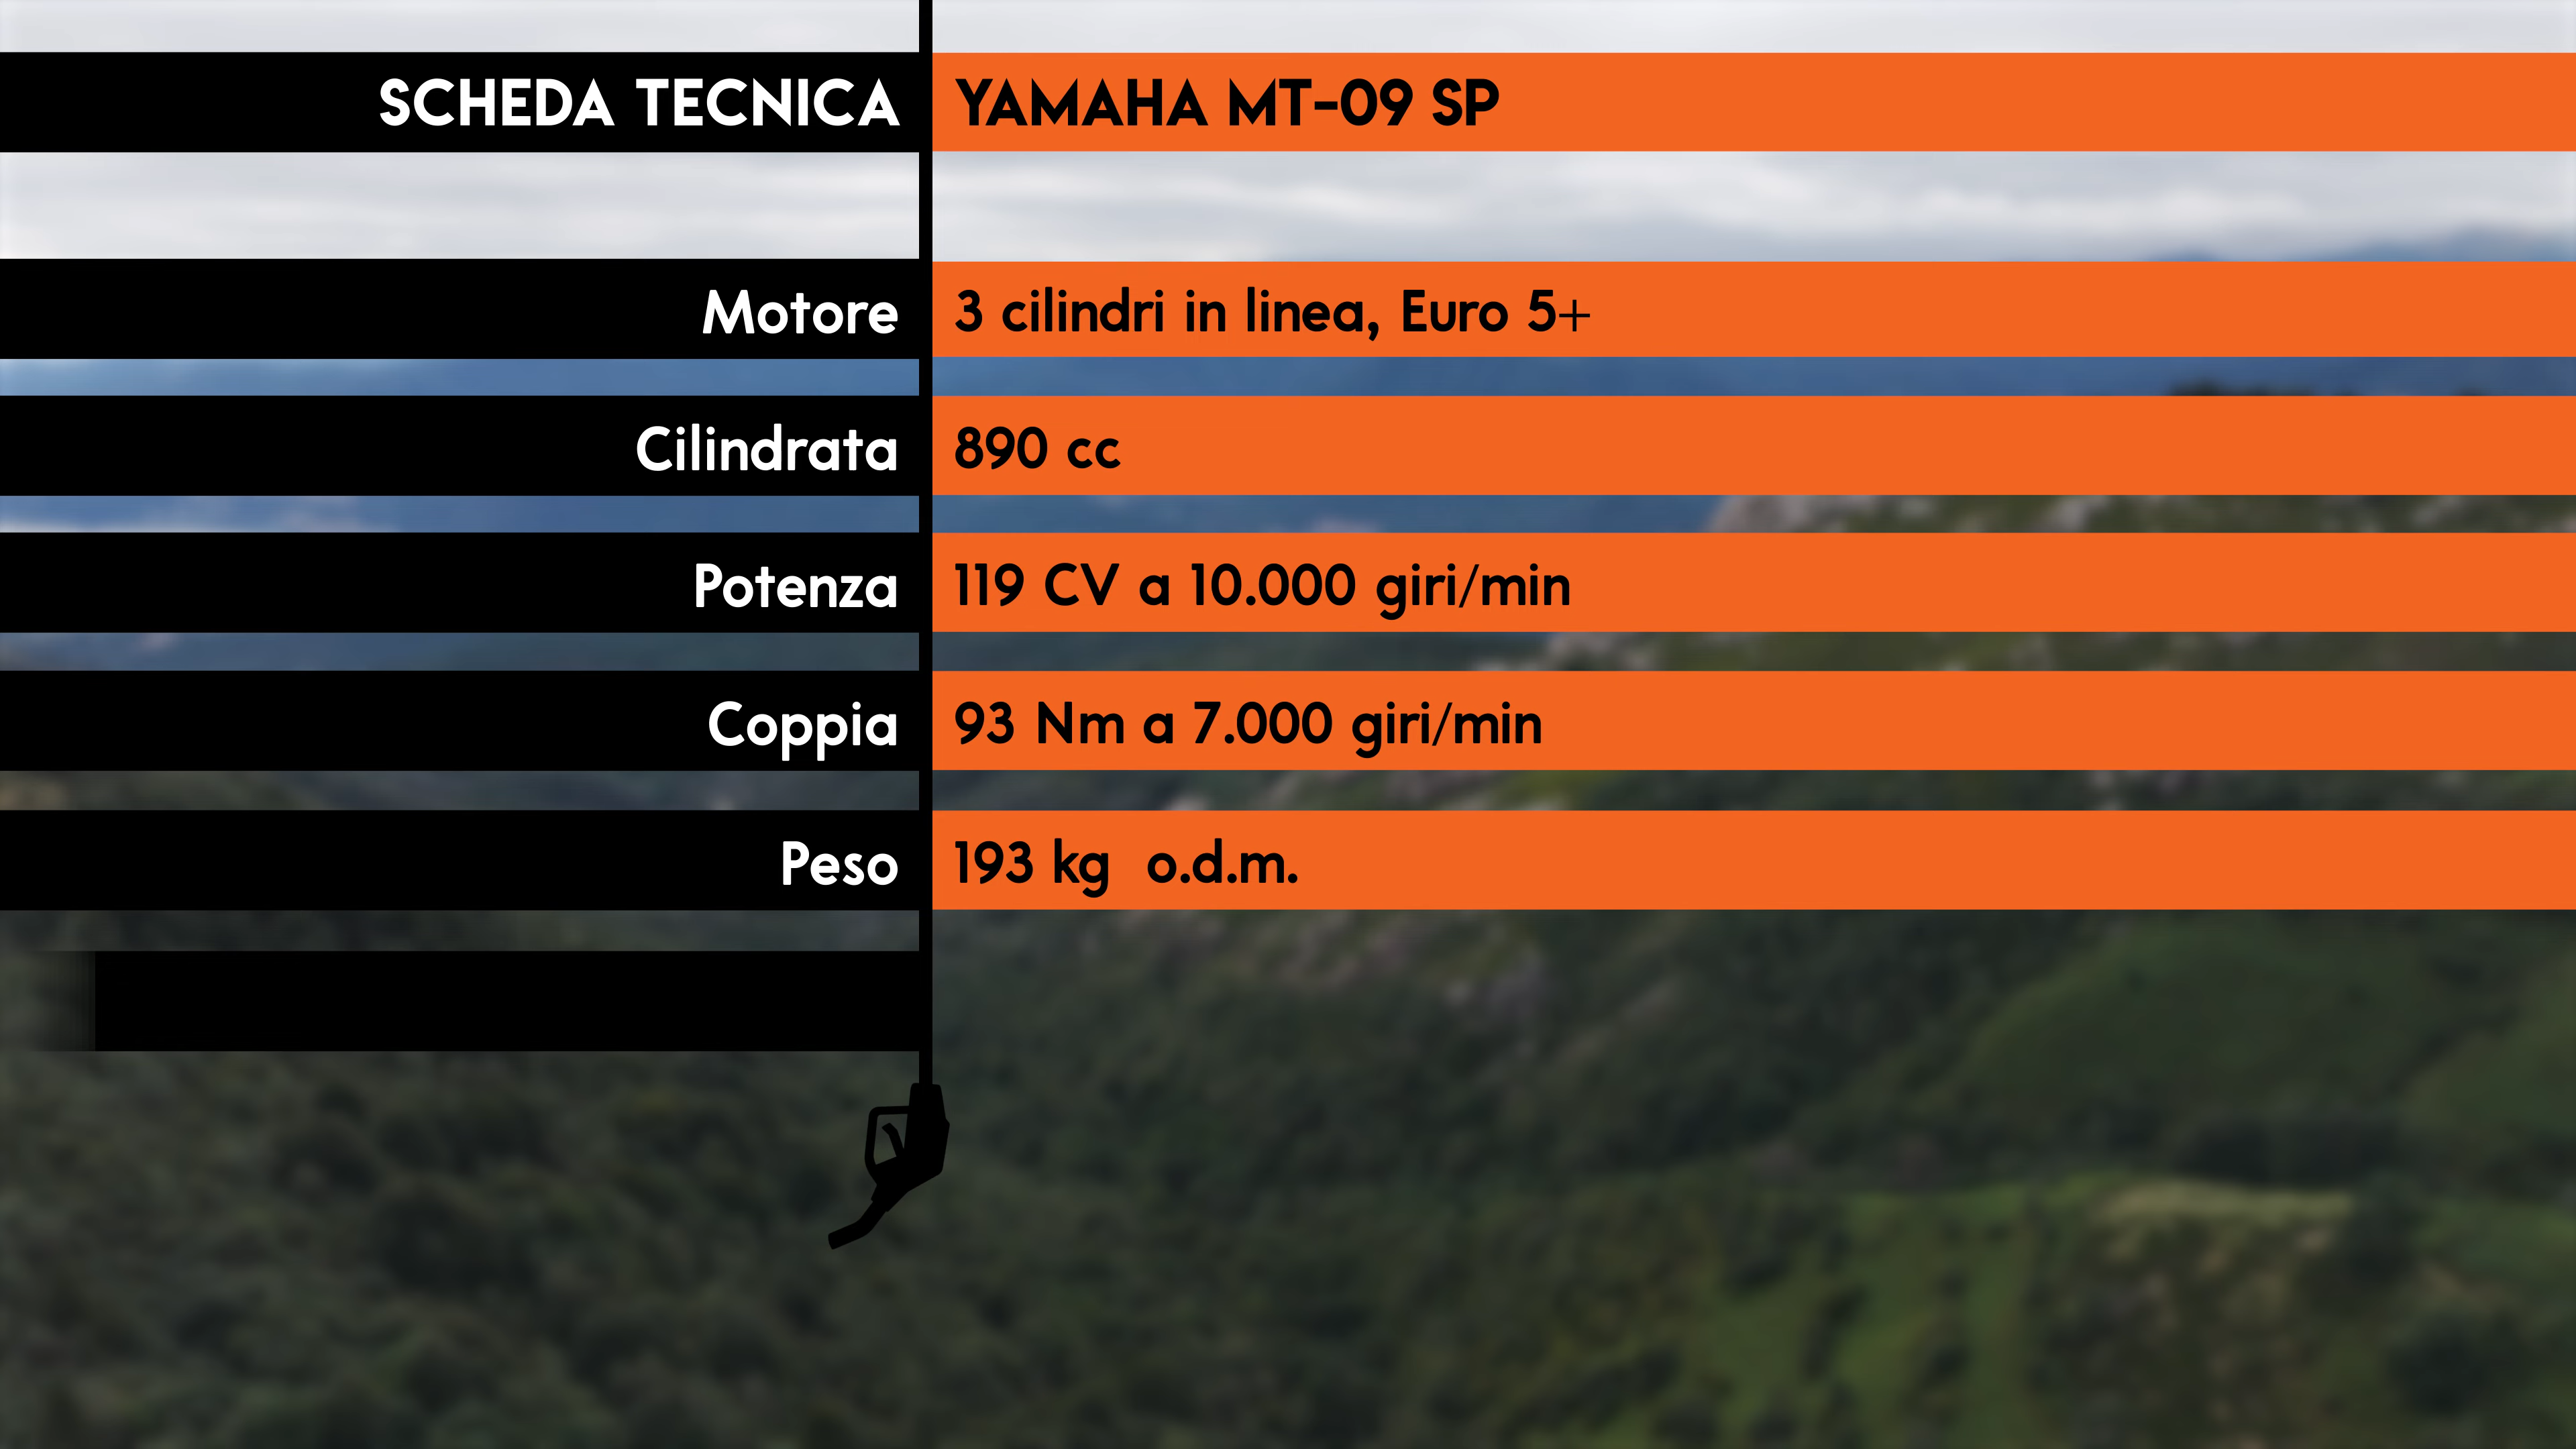 SCHEDA TECNICA YAMAHA MT-09 SP
Motore 3 cilindri in linea, Euro 5+
Cilindrata 890 cc
Potenza 119 CV a 10.000 giri/min
Coppia 93 Nm a 7.000 giri/min
Peso 193 kg o.d.m.